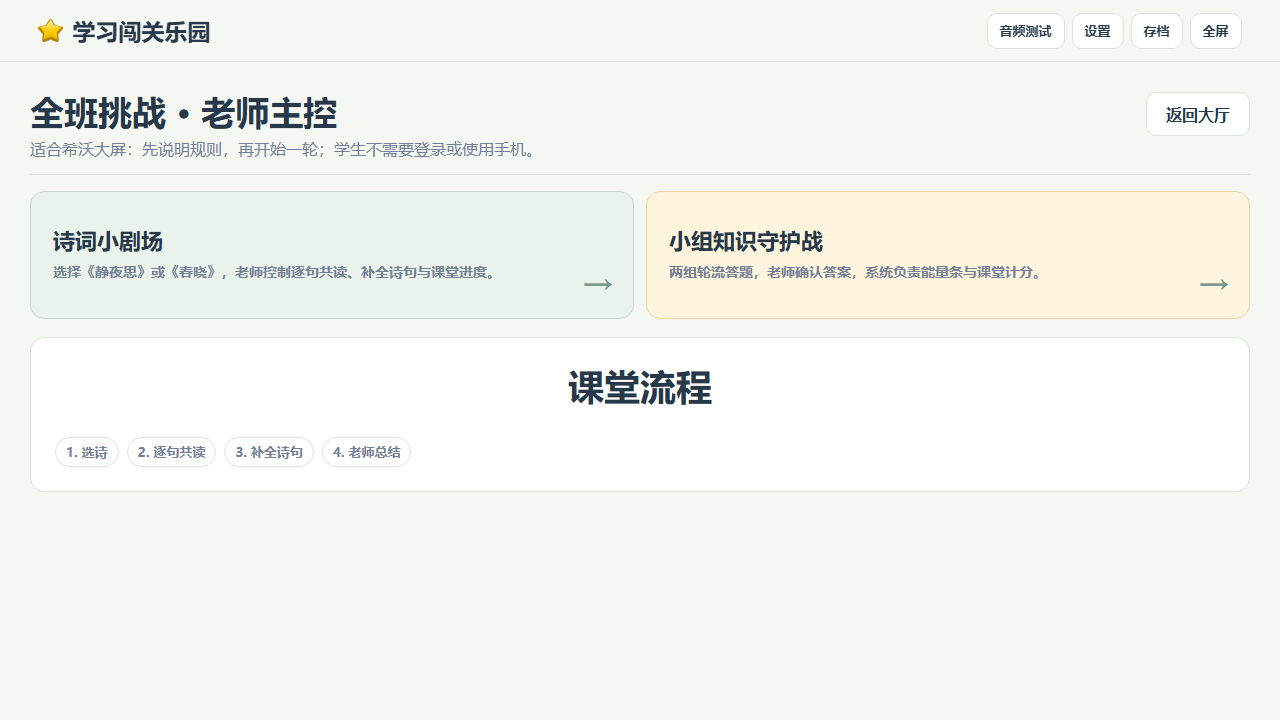 学习闯关乐园
音频测试
设置
存档
全屏
全班挑战 · 老师主控
返回大厅
适合希沃大屏：先说明规则，再开始一轮；学生不需要登录或使用手机。
诗词小剧场
选择《静夜思》或《春晓》，老师控制逐句共读、补全诗句与课堂进度。
→
小组知识守护战
两组轮流答题，老师确认答案，系统负责能量条与课堂计分。
→
课堂流程
1. 选诗
2. 逐句共读
3. 补全诗句
4. 老师总结